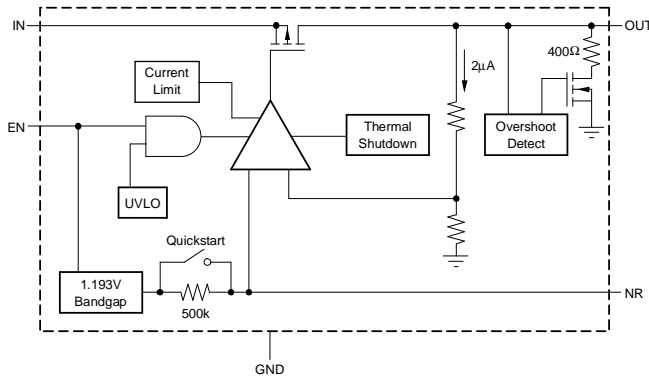 IN
OUT
400Ω
2μA
Current
Limit
EN
Thermal
Shutdown
Overshoot
Detect
UVLO
Quickstart
1.193V
Bandgap
500k
NR
GND